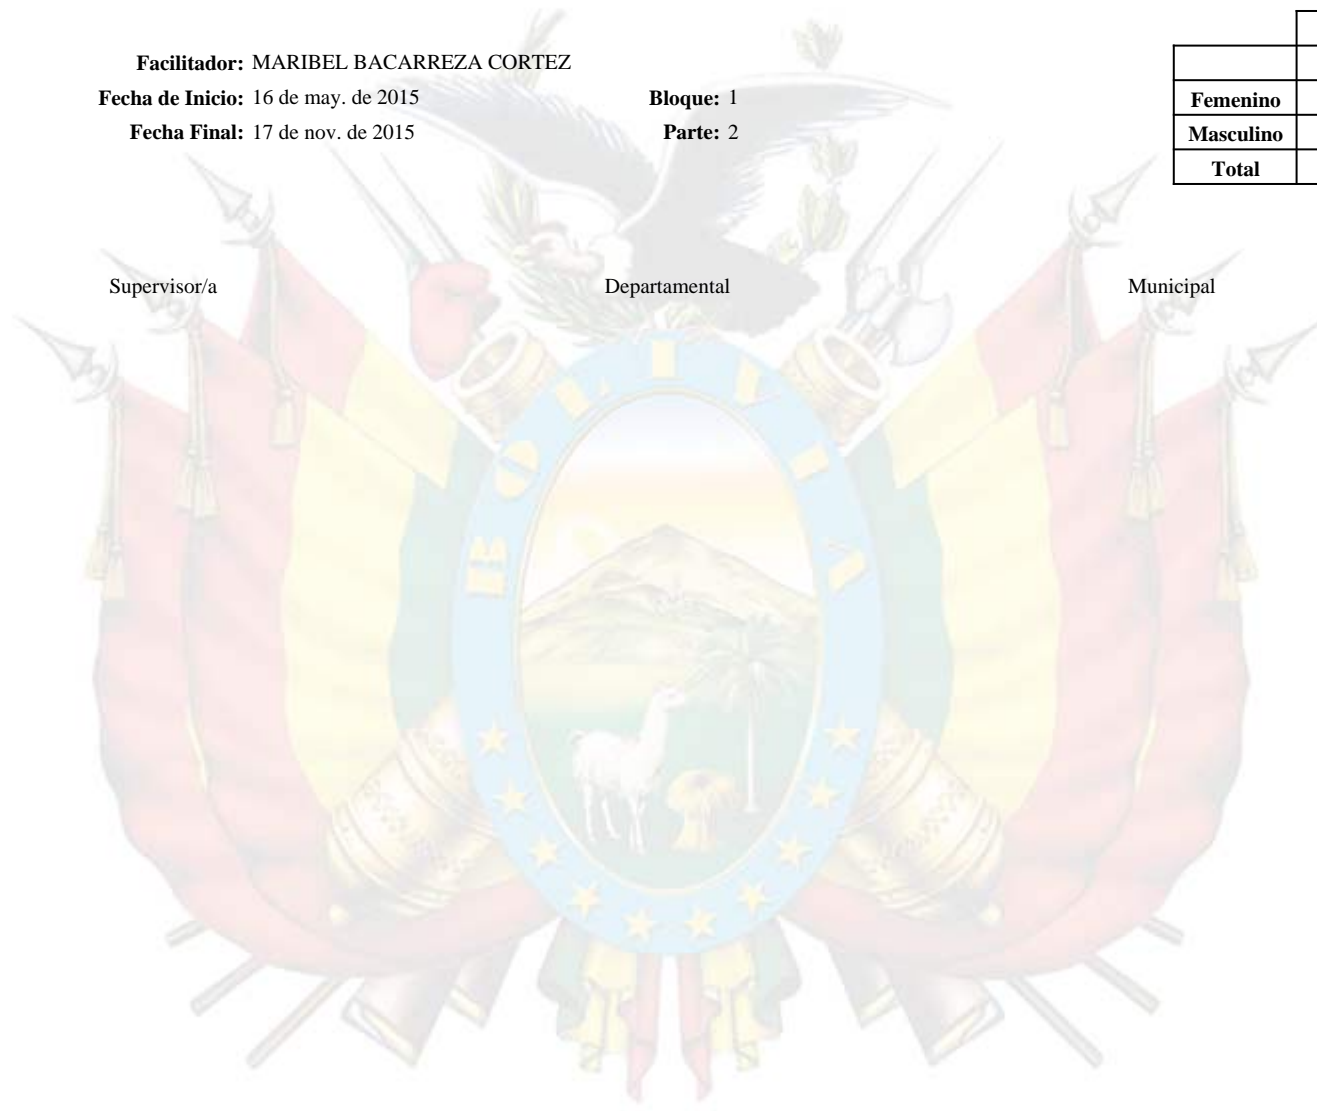 Facilitador: MARIBEL BACARREZA CORTEZ
Fecha de Inicio: 16 de may. de 2015 Bloque: 1
Fecha Final: 17 de nov. de 2015 Parte: 2
Femenino
Masculino
Total
Supervisor/a Departamental Municipal
BOLIVIA